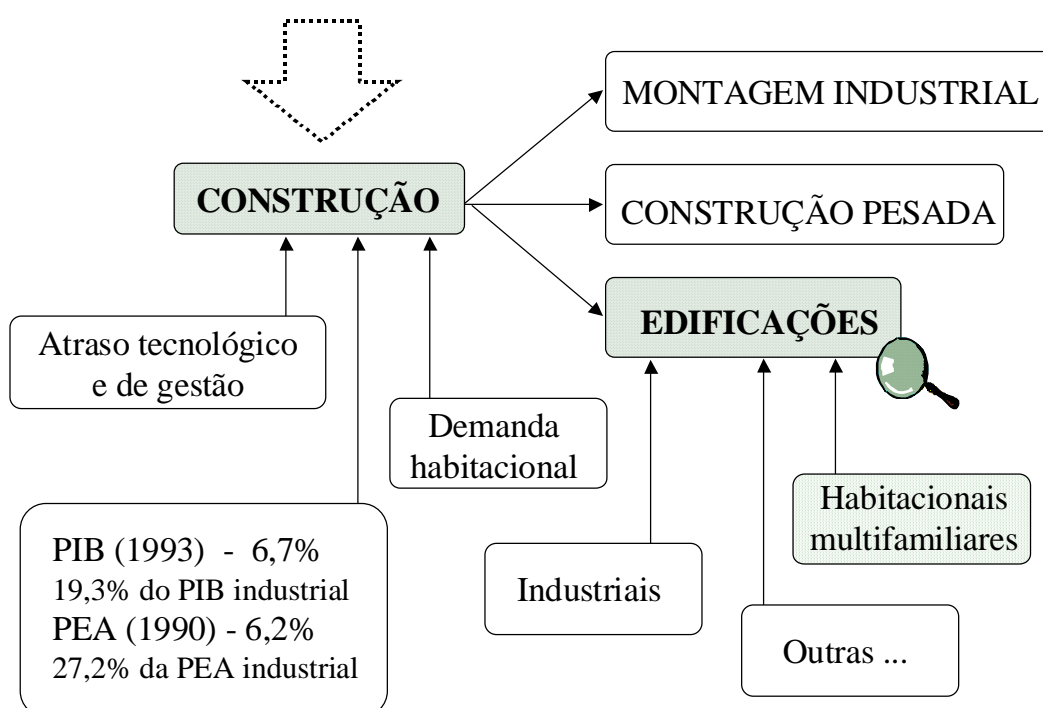 MONTAGEM INDUSTRIAL
CONSTRUÇÃO
CONSTRUÇÃO PESADA
EDIFICAÇÕES
Atraso tecnológico
e de gestão
Demanda
habitacional
Habitacionais
multifamiliares
PIB (1993) - 6,7%
19,3% do PIB industrial
PEA (1990) - 6,2%
27,2% da PEA industrial
Industriais
Outras ...